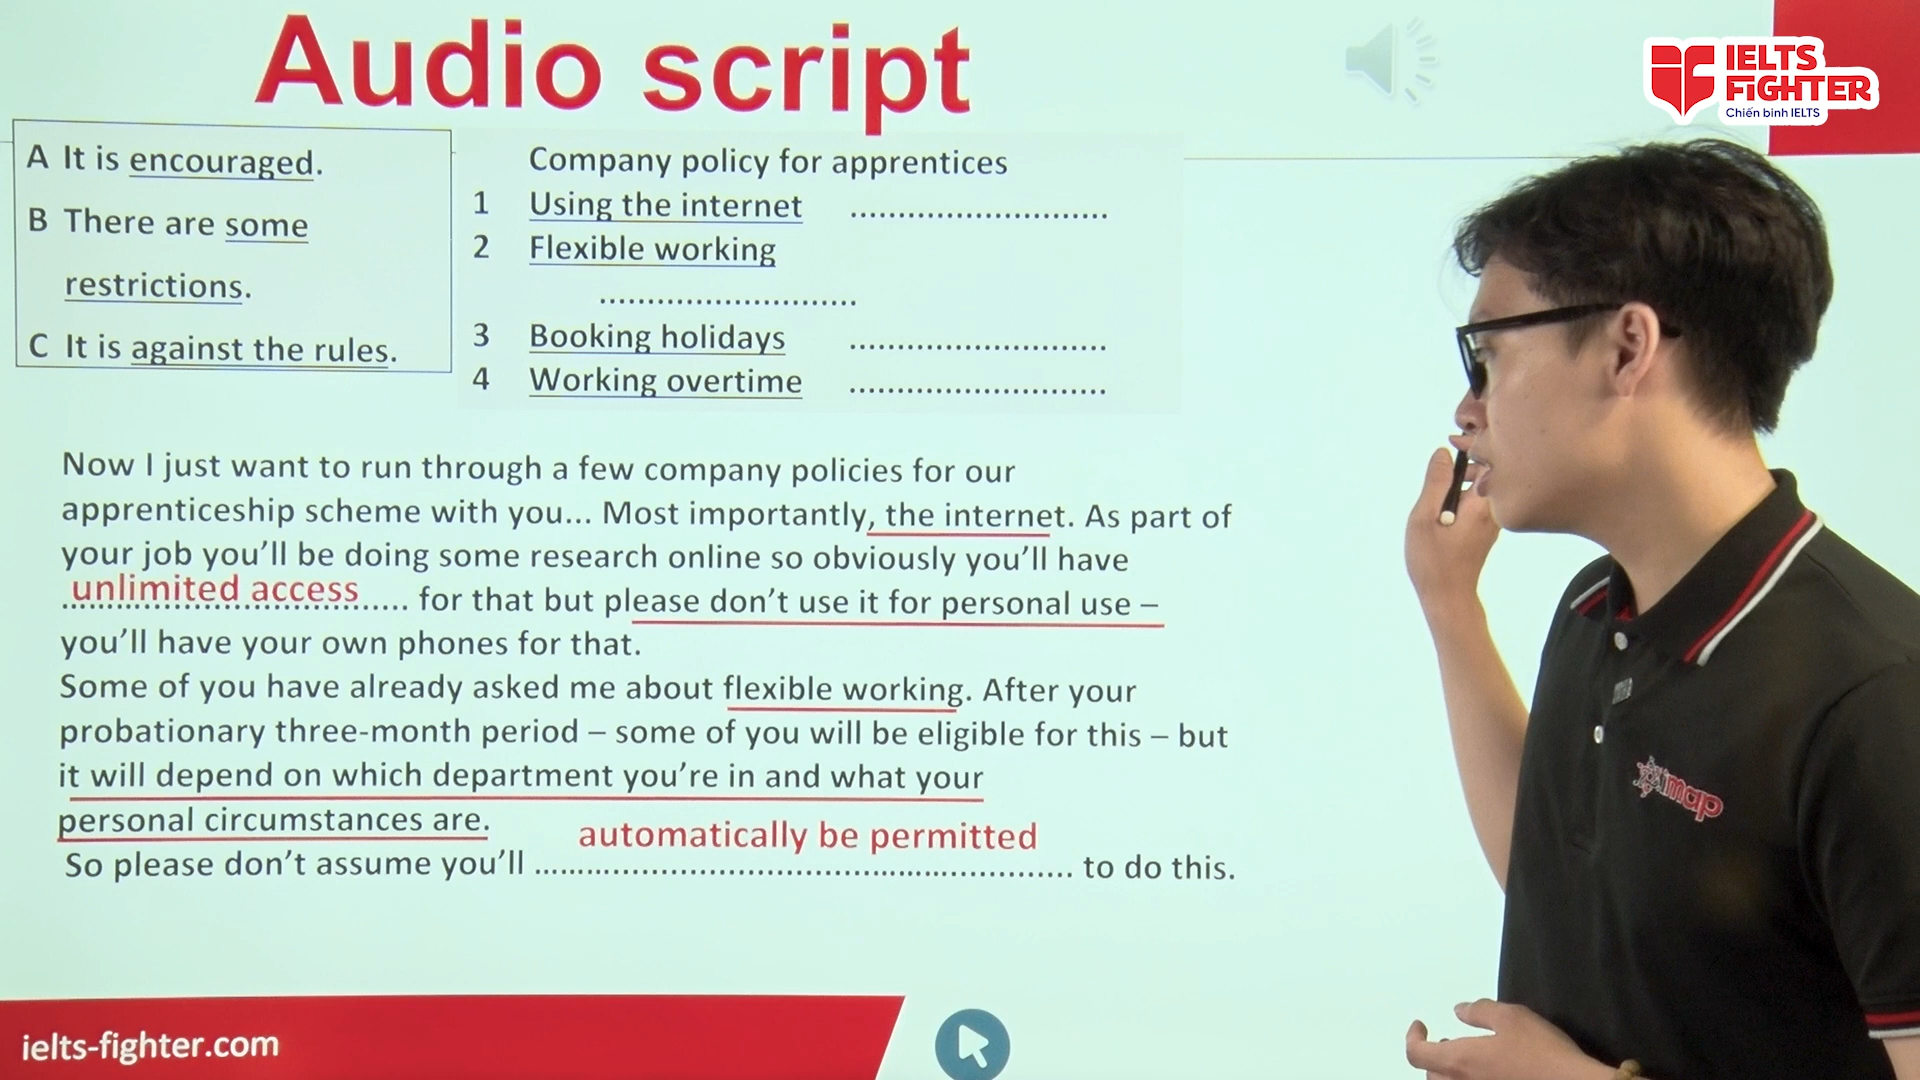 Audio script
IELTS
FIGHTER
Chiến binh IELTS
A It is encouraged.
B There are some
restrictions.
C It is against the rules.
Company policy for apprentices
1 Using the internet ...........................
2 Flexible working
...........................
3 Booking holidays ...........................
4 Working overtime ...........................
Now I just want to run through a few company policies for our
apprenticeship scheme with you... Most importantly, the internet. As part of
your job you'll be doing some research online so obviously you'll have
unlimited access for that but please don't use it for personal use –
you'll have your own phones for that.
Some of you have already asked me about flexible working. After your
probationary three-month period – some of you will be eligible for this – but
it will depend on which department you're in and what your
personal circumstances are.
So please don't assume you'll automatically be permitted to do this.
ielts-fighter.com